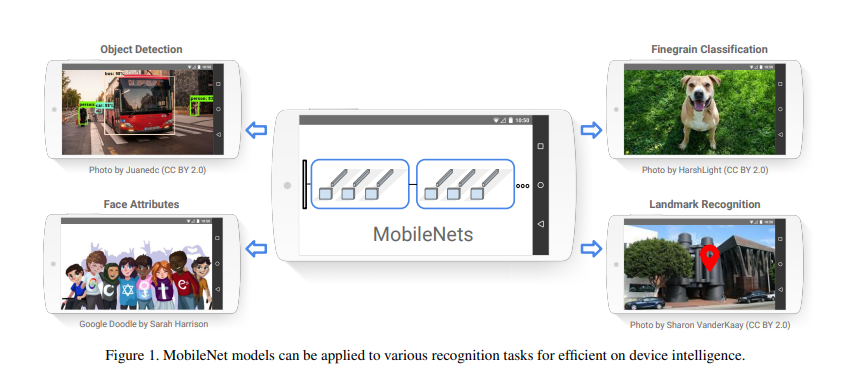 Object Detection
Finegrain Classification
10:50
Photo by Juanedc (CC BY 2.0)
Photo by HarshLight (CC BY 2.0)
Face Attributes
Landmark Recognition
MobileNets
Google Doodle by Sarah Harrison
Photo by Sharon VanderKaay (CC BY 2.0)
Figure 1. MobileNet models can be applied to various recognition tasks for efficient on device intelligence.